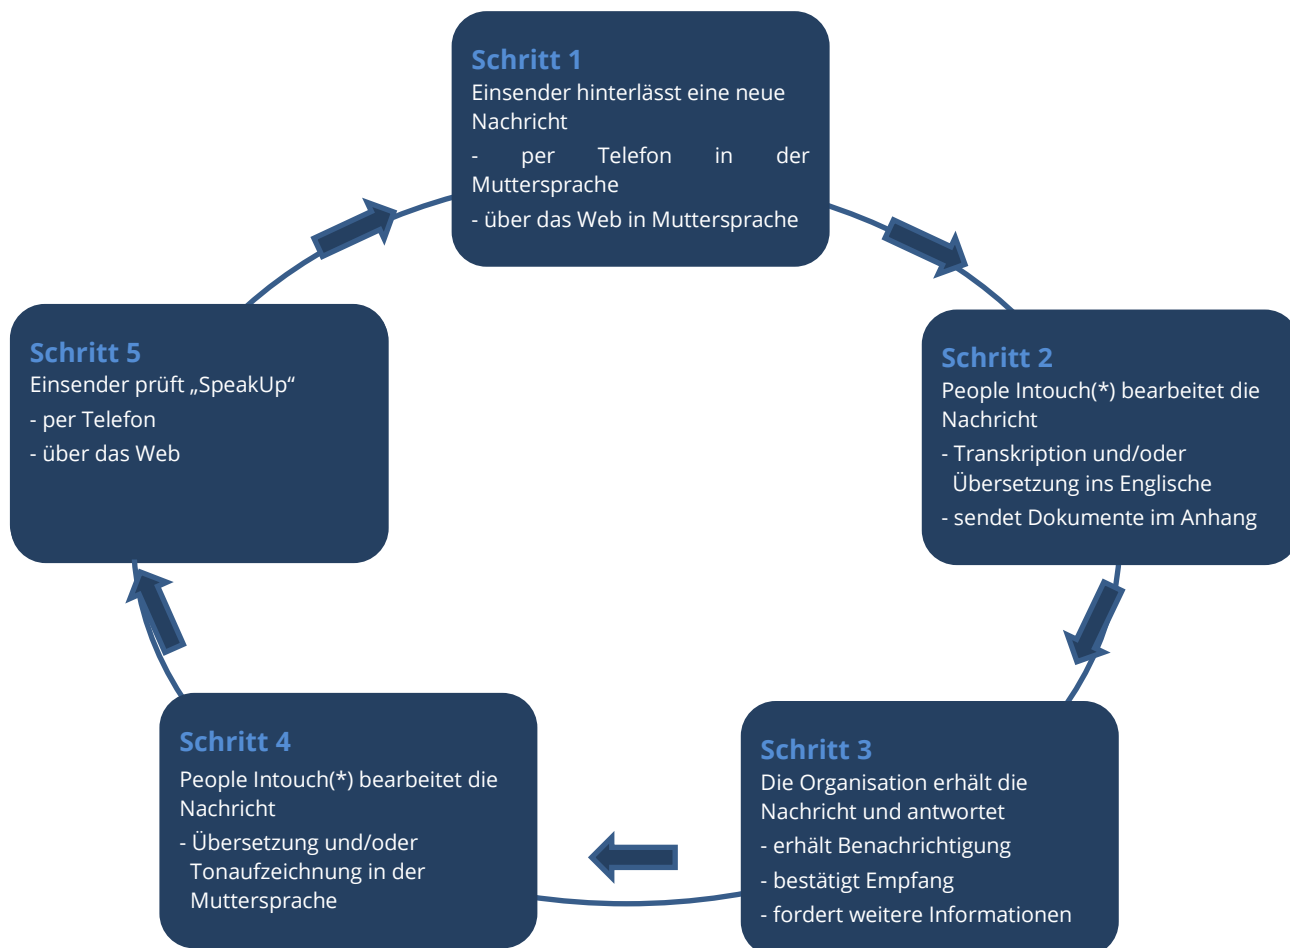 Schritt 1
Einsender hinterlässt eine neue
Nachricht
- per Telefon in der
Muttersprache
- über das Web in Muttersprache
Schritt 2
People Intouch(*) bearbeitet die
Nachricht
- Transkription und/oder
Übersetzung ins Englische
- sendet Dokumente im Anhang
Schritt 3
Die Organisation erhält die
Nachricht und antwortet
- erhält Benachrichtigung
- bestätigt Empfang
- fordert weitere Informationen
Schritt 4
People Intouch(*) bearbeitet die
Nachricht
- Übersetzung und/oder
Tonaufzeichnung in der
Muttersprache
Schritt 5
Einsender prüft „SpeakUp“
- per Telefon
- über das Web